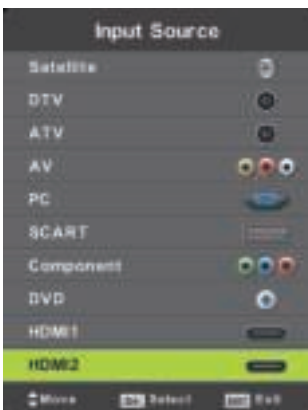 Input Source
Satellite
DTV
ATV
AV
PC
SCART
Component
DVD
HDMI1
HDMI2
Move Select Exit